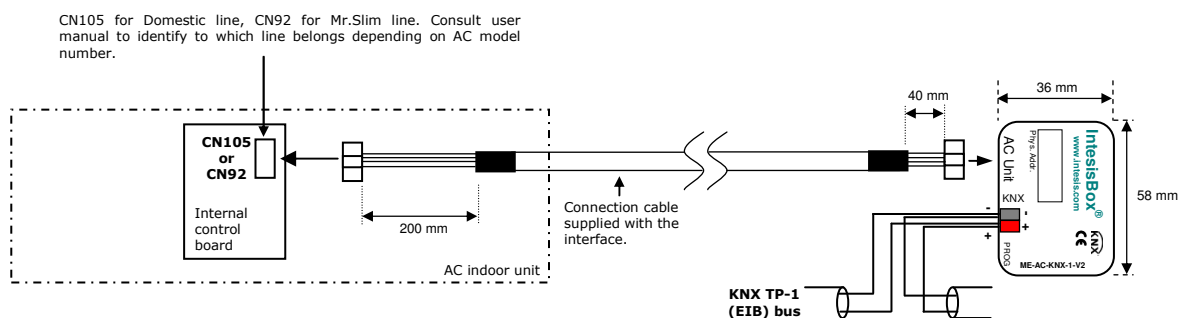 CN105 for Domestic line, CN92 for Mr.Slim line. Consult user
manual to identify to which line belongs depending on AC model
number.
CN105
or
CN92
Internal
control
board
200 mm
AC indoor unit
Connection cable
supplied with the
interface.
40 mm
36 mm
58 mm
IntesisBox®
www.intesis.com
Phys. Addr.
AC Unit
KNX
-
-
+
+
PROG
CE
KNX
ME-AC-KNX-1-V2
KNX TP-1
(EIB) bus